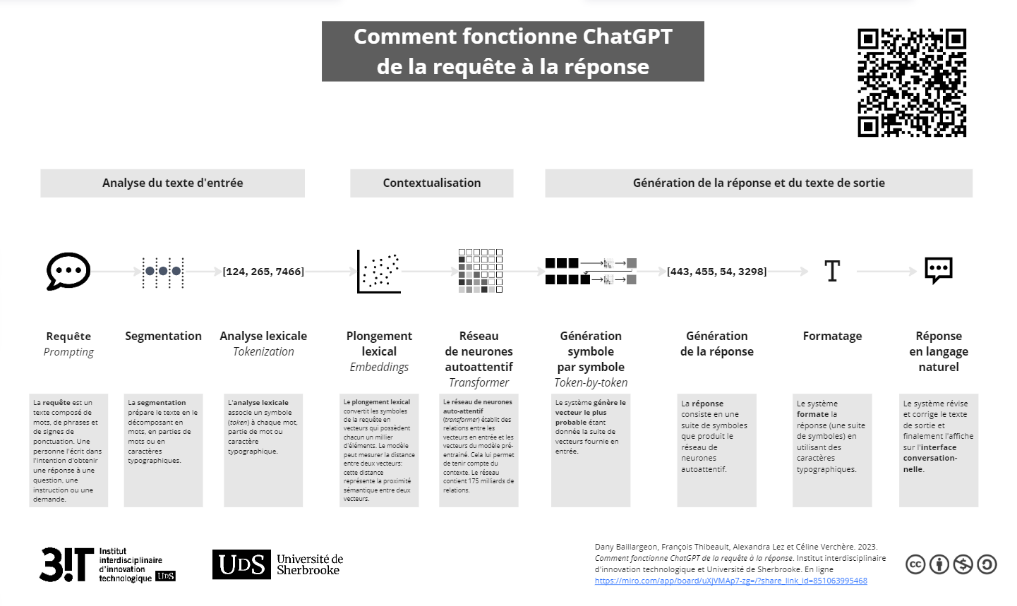 Comment fonctionne ChatGPT
de la requête à la réponse
Analyse du texte d'entrée
Contextualisation
Génération de la réponse et du texte de sortie
[124, 265, 7466]
[443, 455, 54, 3298]
T
Requête
Prompting
Segmentation
Analyse lexicale
Tokenization
Plongement
lexical
Embeddings
Réseau
de neurones
autoattentif
Transformer
Génération
symbole
par symbole
Token-by-token
Génération
de la réponse
Formatage
Réponse
en langage
naturel
La requête est un
texte composé de
mots, de phrases et
de signes de
ponctuation. Une
personne l'écrit dans
l'intention d'obtenir
une réponse à une
question, une
instruction ou une
demande.
La segmentation
prépare le texte en le
décomposant en
mots, en parties de
mots ou en
caractères
typographiques.
L'analyse lexicale
associe un symbole
(token) à chaque mot,
partie de mot ou
caractère
typographique.
Le plongement lexical
convertit les symboles
de la requête en
vecteurs qui possèdent
chacun un millier
d'éléments. Le modèle
peut mesurer la distance
entre deux vecteurs:
cette distance
représente la proximité
sémantique entre deux
vecteurs.
Le réseau de neurones
auto-attentif
(transformer) établit des
relations entre les
vecteurs en entrée et les
vecteurs du modèle pré-
entraîné. Cela lui permet
de tenir compte du
contexte. Le réseau
contient 175 milliards de
relations.
Le système génère le
vecteur le plus
probable étant
donnée la suite de
vecteurs fournie en
entrée.
La réponse
consiste en une
suite de symboles
que produit le
réseau de
neurones
autoattentif.
Le système
formate la
réponse (une suite
de symboles) en
utilisant des
caractères
typographiques.
Le système révise
et corrige le texte
de sortie et
finalement l'affiche
sur l'interface
conversation-
nelle.
3IT Institut
interdisciplinaire
d'innovation
technologique UDS
UDS Université de
Sherbrooke
Dany Baillargeon, François Thibeault, Alexandra Lez et Céline Verchère. 2023.
Comment fonctionne ChatGPT de la requête à la réponse. Institut interdisciplinaire
d'innovation technologique et Université de Sherbrooke. En ligne
https://miro.com/app/board/uXjVMAp7-zg=/?share_link_id=851063995468
cc